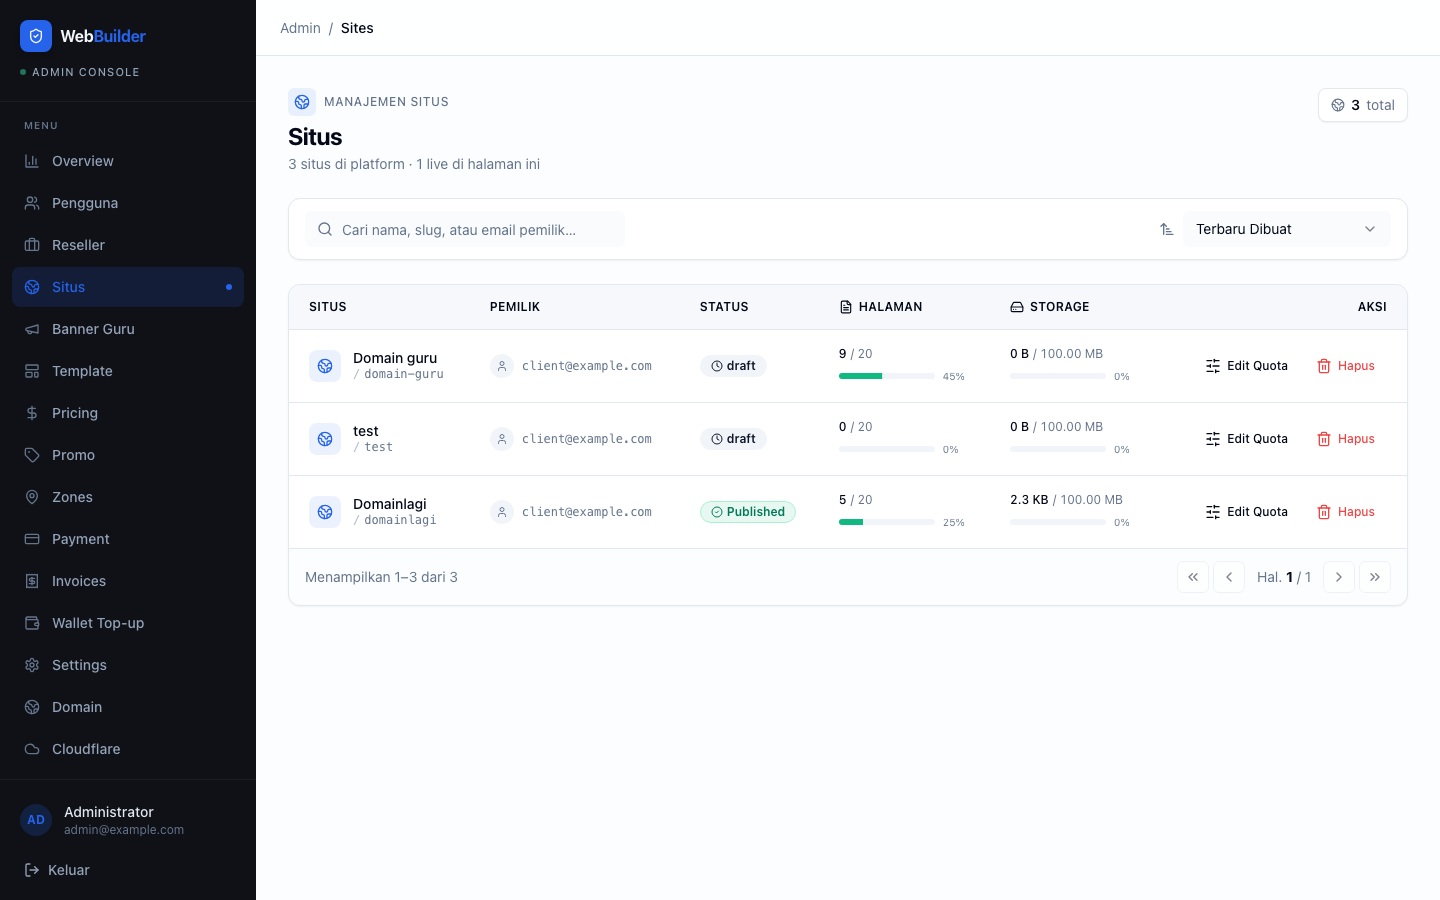 WebBuilder
ADMIN CONSOLE
MENU
Overview
Pengguna
Reseller
Situs
Banner Guru
Template
Pricing
Promo
Zones
Payment
Invoices
Wallet Top-up
Settings
Domain
Cloudflare
AD
Administrator
admin@example.com
Keluar
Admin / Sites
MANAJEMEN SITUS
Situs
3 situs di platform · 1 live di halaman ini
3 total
Cari nama, slug, atau email pemilik...
Terbaru Dibuat
SITUS PEMILIK STATUS HALAMAN STORAGE AKSI
Domain guru
/ domain-guru
client@example.com
draft
9 / 20
45%
0 B / 100.00 MB
0%
Edit Quota
Hapus
test
/ test
client@example.com
draft
0 / 20
0%
0 B / 100.00 MB
0%
Edit Quota
Hapus
Domainlagi
/ domainlagi
client@example.com
Published
5 / 20
25%
2.3 KB / 100.00 MB
0%
Edit Quota
Hapus
Menampilkan 1–3 dari 3
Hal. 1 / 1